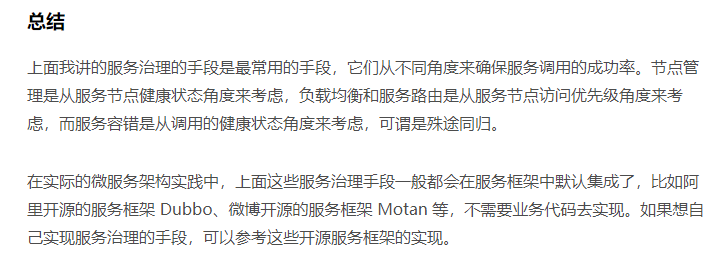 总结
上面我讲的服务治理的手段是最常用的手段，它们从不同角度来确保服务调用的成功率。节点管
理是从服务节点健康状态角度来考虑，负载均衡和服务路由是从服务节点访问优先级角度来考
虑，而服务容错是从调用的健康状态角度来考虑，可谓是殊途同归。
在实际的微服务架构实践中，上面这些服务治理手段一般都会在服务框架中默认集成了，比如阿
里开源的服务框架 Dubbo、微博开源的服务框架 Motan 等，不需要业务代码去实现。如果想自
己实现服务治理的手段，可以参考这些开源服务框架的实现。